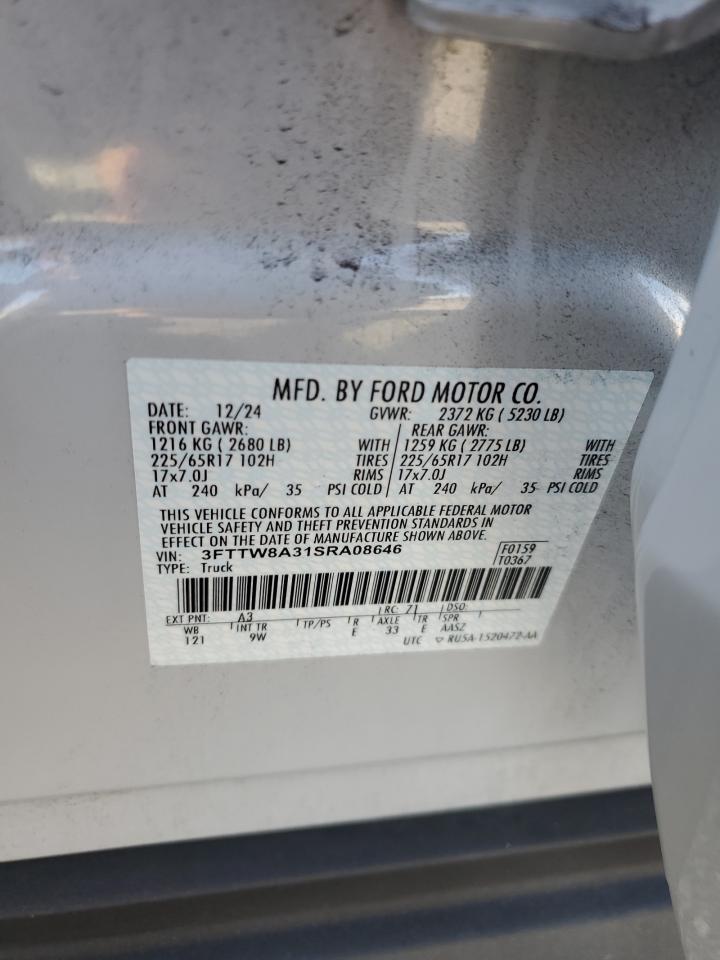 MFD. BY FORD MOTOR CO.
DATE: 12/24 GVWR: 2372 KG ( 5230 LB)
FRONT GAWR: REAR GAWR:
1216 KG ( 2680 LB) WITH 1259 KG ( 2775 LB) WITH
225/65R17 102H TIRES 225/65R17 102H TIRES
17x7.0J RIMS 17x7.0J RIMS
AT 240 kPa/ 35 PSI COLD AT 240 kPa/ 35 PSI COLD
THIS VEHICLE CONFORMS TO ALL APPLICABLE FEDERAL MOTOR
VEHICLE SAFETY AND THEFT PREVENTION STANDARDS IN
EFFECT ON THE DATE OF MANUFACTURE SHOWN ABOVE.
VIN: 3FTTW8A31SRA08646 F0159
TYPE: Truck T0367
EXT PNT: A3 RC: 71 DSO:
WB INT TR TP/PS R AXLE TR SPR
121 9W E 33 E AASZ
UTC RU5A-1520472-AA